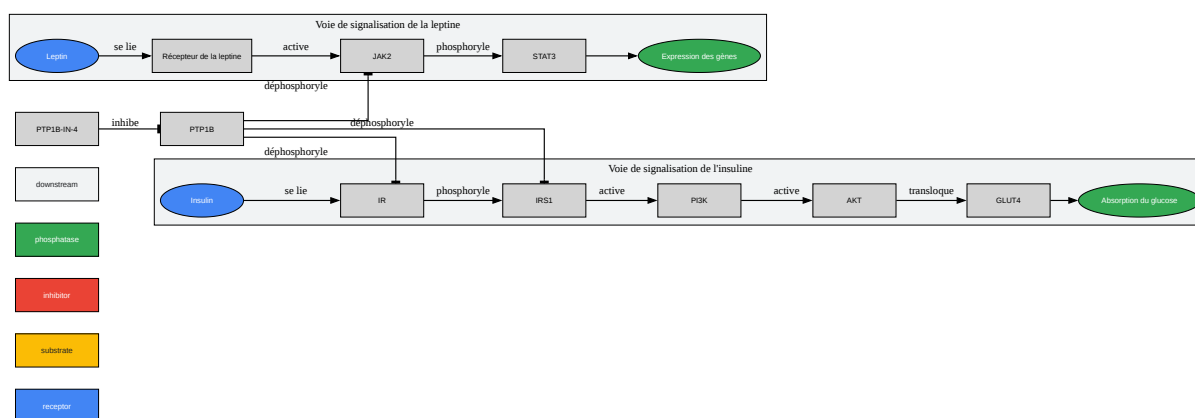 Voie de signalisation de la leptine
Leptin
se lie
Récepteur de la leptine
active
JAK2
phosphoryle
STAT3
Expression des gènes
déphosphoryle
PTP1B-IN-4
inhibe
PTP1B
déphosphoryle
déphosphoryle
Voie de signalisation de l'insuline
Insulin
se lie
IR
phosphoryle
IRS1
active
PI3K
active
AKT
transloque
GLUT4
Absorption du glucose
downstream
phosphatase
inhibitor
substrate
receptor